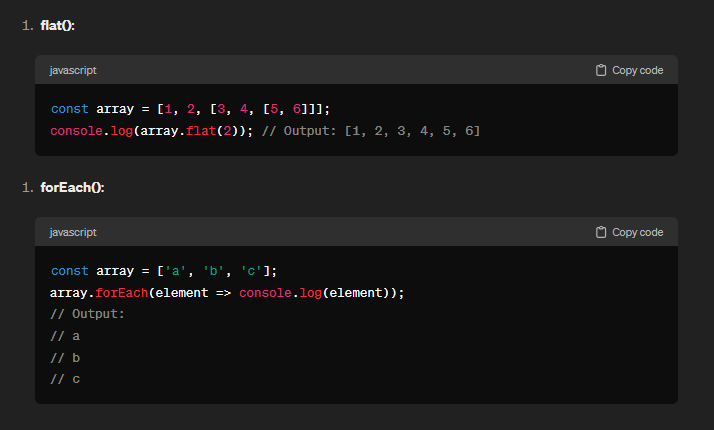 1. flat():
javascript
Copy code
const array = [1, 2, [3, 4, [5, 6]]];
console.log(array.flat(2)); // Output: [1, 2, 3, 4, 5, 6]
1. forEach():
javascript
Copy code
const array = ['a', 'b', 'c'];
array.forEach(element => console.log(element));
// Output:
// a
// b
// c